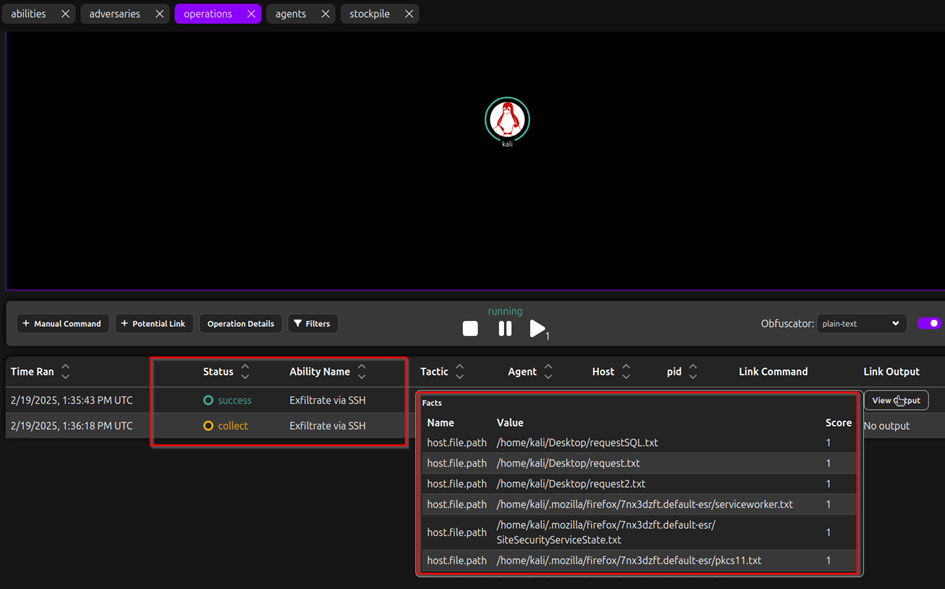 abilities adversaries operations agents stockpile
kali
running
+ Manual Command + Potential Link Operation Details Filters 1 Obfuscator: plain-text
Time Ran Status Ability Name Tactic Agent Host pid Link Command Link Output
2/19/2025, 1:35:43 PM UTC success Exfiltrate via SSH View Output
2/19/2025, 1:36:18 PM UTC collect Exfiltrate via SSH No output
Facts
Name Value Score
host.file.path /home/kali/Desktop/requestSQL.txt 1
host.file.path /home/kali/Desktop/request.txt 1
host.file.path /home/kali/Desktop/request2.txt 1
host.file.path /home/kali/.mozilla/firefox/7nx3dzft.default-esr/serviceworker.txt 1
host.file.path /home/kali/.mozilla/firefox/7nx3dzft.default-esr/
SiteSecurityServiceState.txt 1
host.file.path /home/kali/.mozilla/firefox/7nx3dzft.default-esr/pkcs11.txt 1